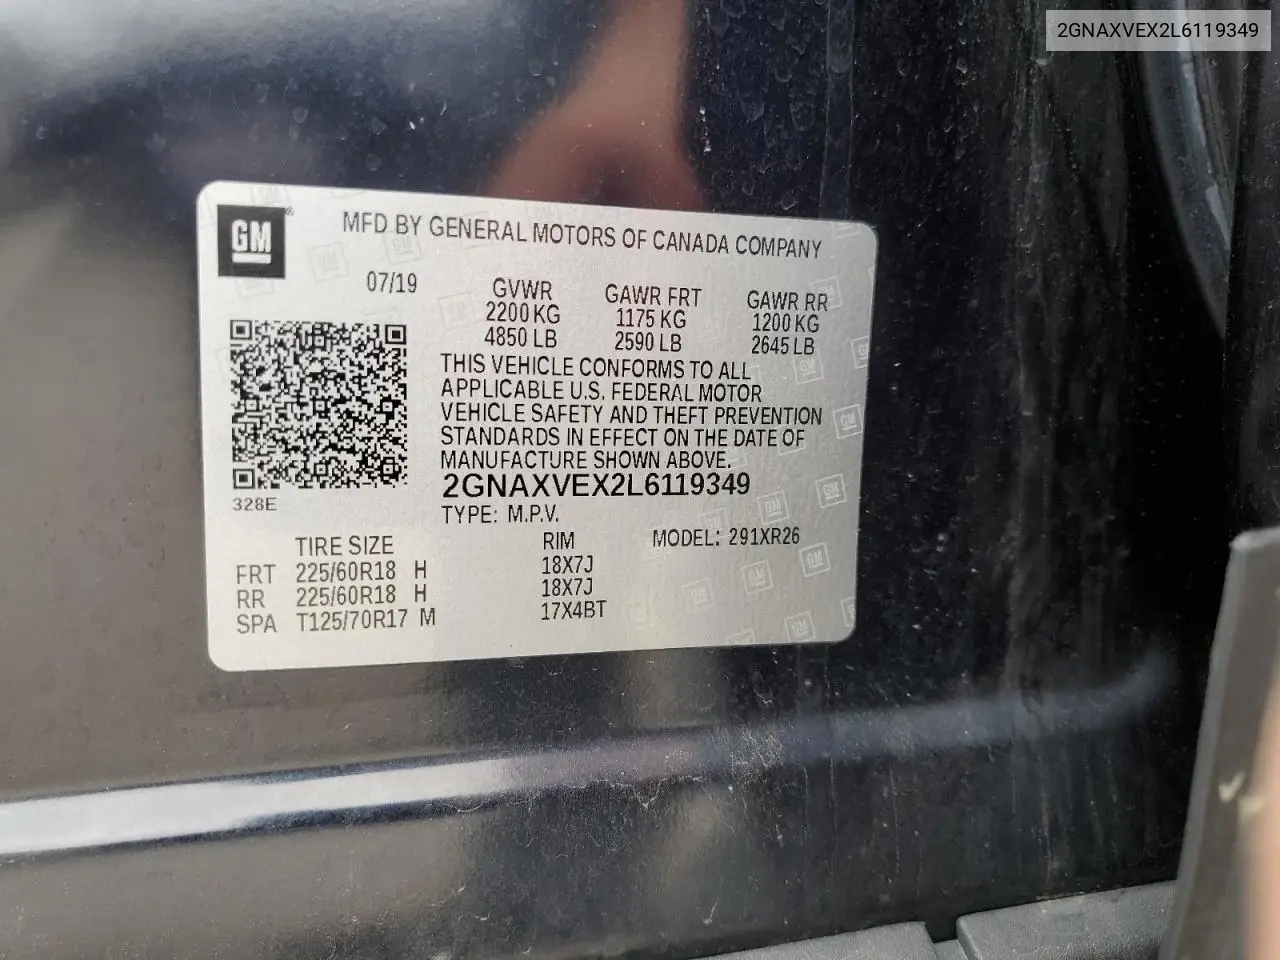 2GNAXVEX2L6119349
GM®
MFD BY GENERAL MOTORS OF CANADA COMPANY
07/19
GVWR GAWR FRT GAWR RR
2200 KG 1175 KG 1200 KG
4850 LB 2590 LB 2645 LB
THIS VEHICLE CONFORMS TO ALL
APPLICABLE U.S. FEDERAL MOTOR
VEHICLE SAFETY AND THEFT PREVENTION
STANDARDS IN EFFECT ON THE DATE OF
MANUFACTURE SHOWN ABOVE.
2GNAXVEX2L6119349
328E
TYPE: M.P.V.
TIRE SIZE RIM MODEL: 291XR26
FRT 225/60R18 H 18X7J
RR 225/60R18 H 18X7J
SPA T125/70R17 M 17X4BT